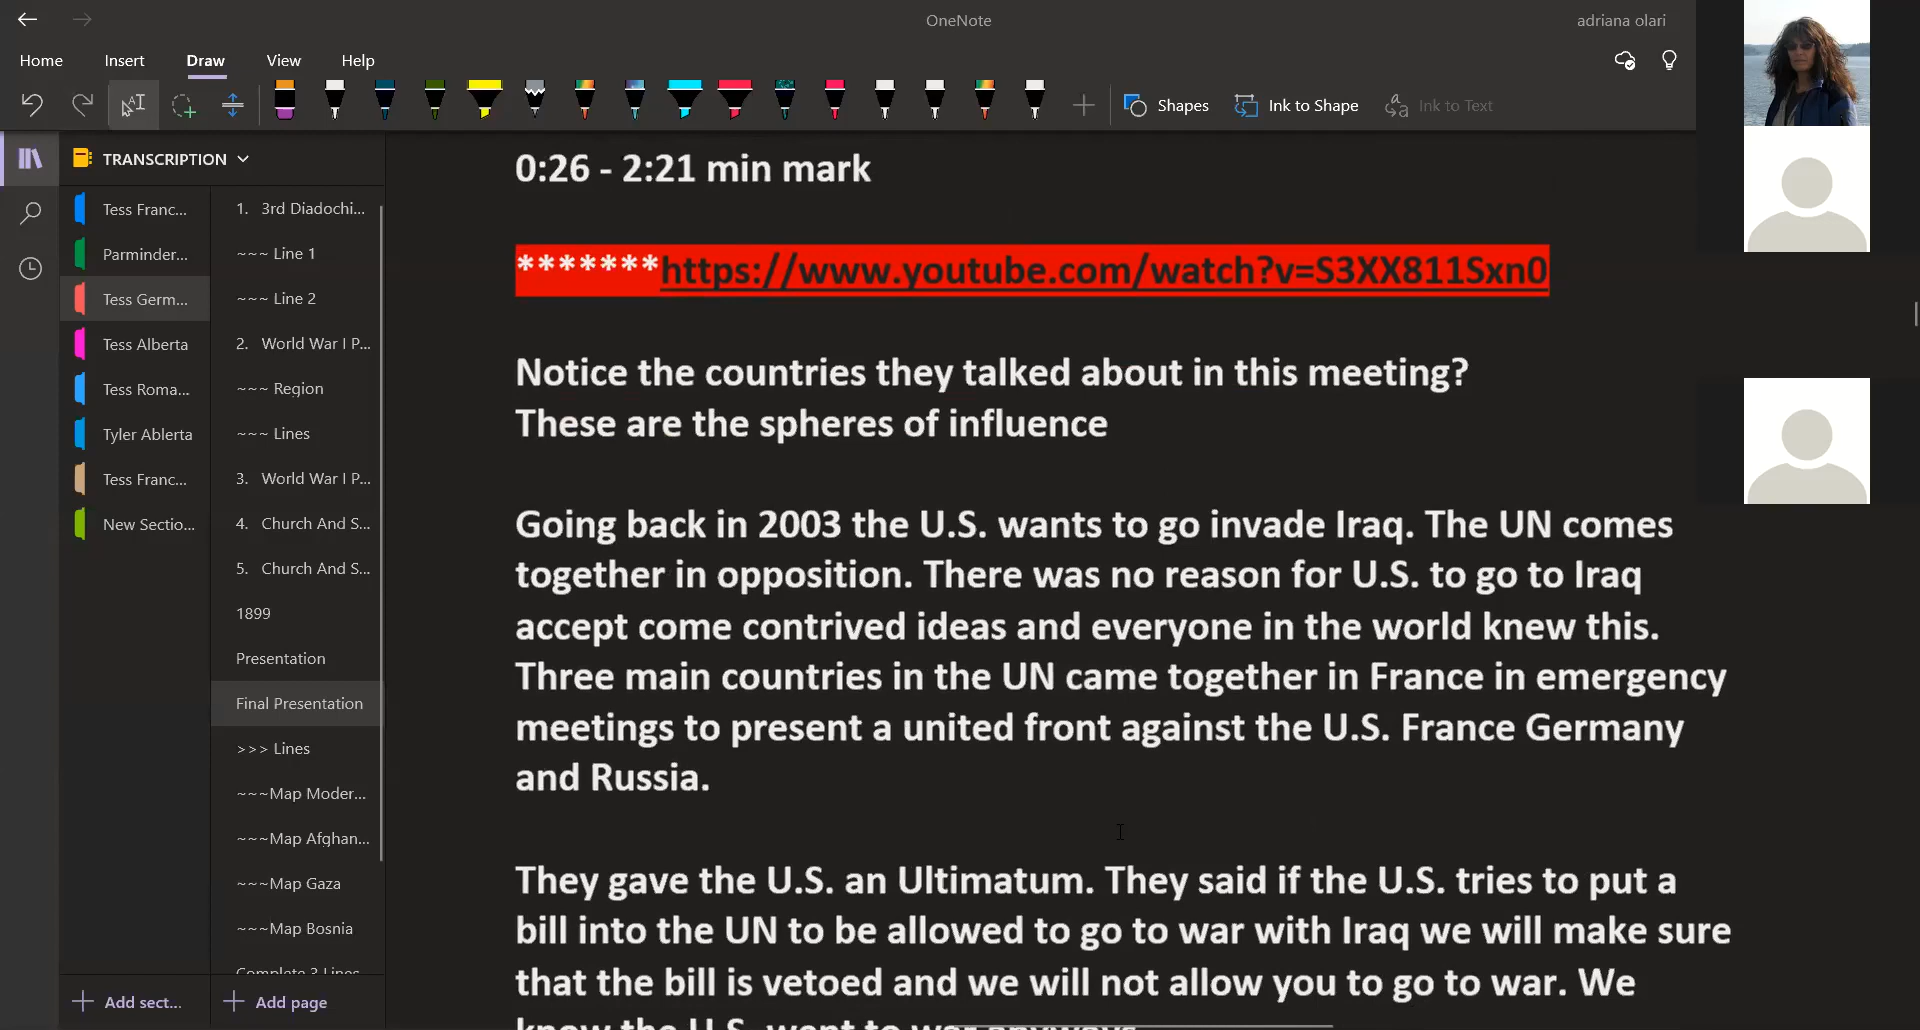 OneNote
adriana olari
Home Insert Draw View Help
Shapes Ink to Shape Ink to Text
TRANSCRIPTION
Tess Franc...
Parminder...
Tess Germ...
Tess Alberta
Tess Roma...
Tyler Ablerta
Tess Franc...
New Sectio...
Add sect...
1. 3rd Diadochi...
~~~ Line 1
~~~ Line 2
2. World War I P...
~~~ Region
~~~ Lines
3. World War I P...
4. Church And S...
5. Church And S...
1899
Presentation
Final Presentation
>>> Lines
~~~Map Moder...
~~~Map Afghan...
~~~Map Gaza
~~~Map Bosnia
Complete 3 Lines
Add page
0:26 - 2:21 min mark
*******https://www.youtube.com/watch?v=S3XX811Sxn0
Notice the countries they talked about in this meeting?
These are the spheres of influence
Going back in 2003 the U.S. wants to go invade Iraq. The UN comes
together in opposition. There was no reason for U.S. to go to Iraq
accept come contrived ideas and everyone in the world knew this.
Three main countries in the UN came together in France in emergency
meetings to present a united front against the U.S. France Germany
and Russia.
They gave the U.S. an Ultimatum. They said if the U.S. tries to put a
bill into the UN to be allowed to go to war with Iraq we will make sure
that the bill is vetoed and we will not allow you to go to war. We
know the U.S. went to war anyways